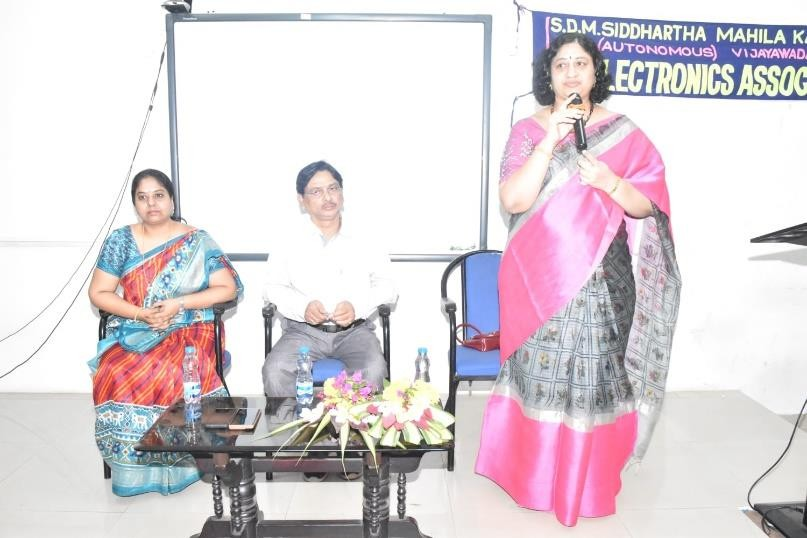 S.D.M.SIDDHARTHA MAHILA KA
(AUTONOMOUS) VIJAYAWADA
LECTRONICS ASSOC